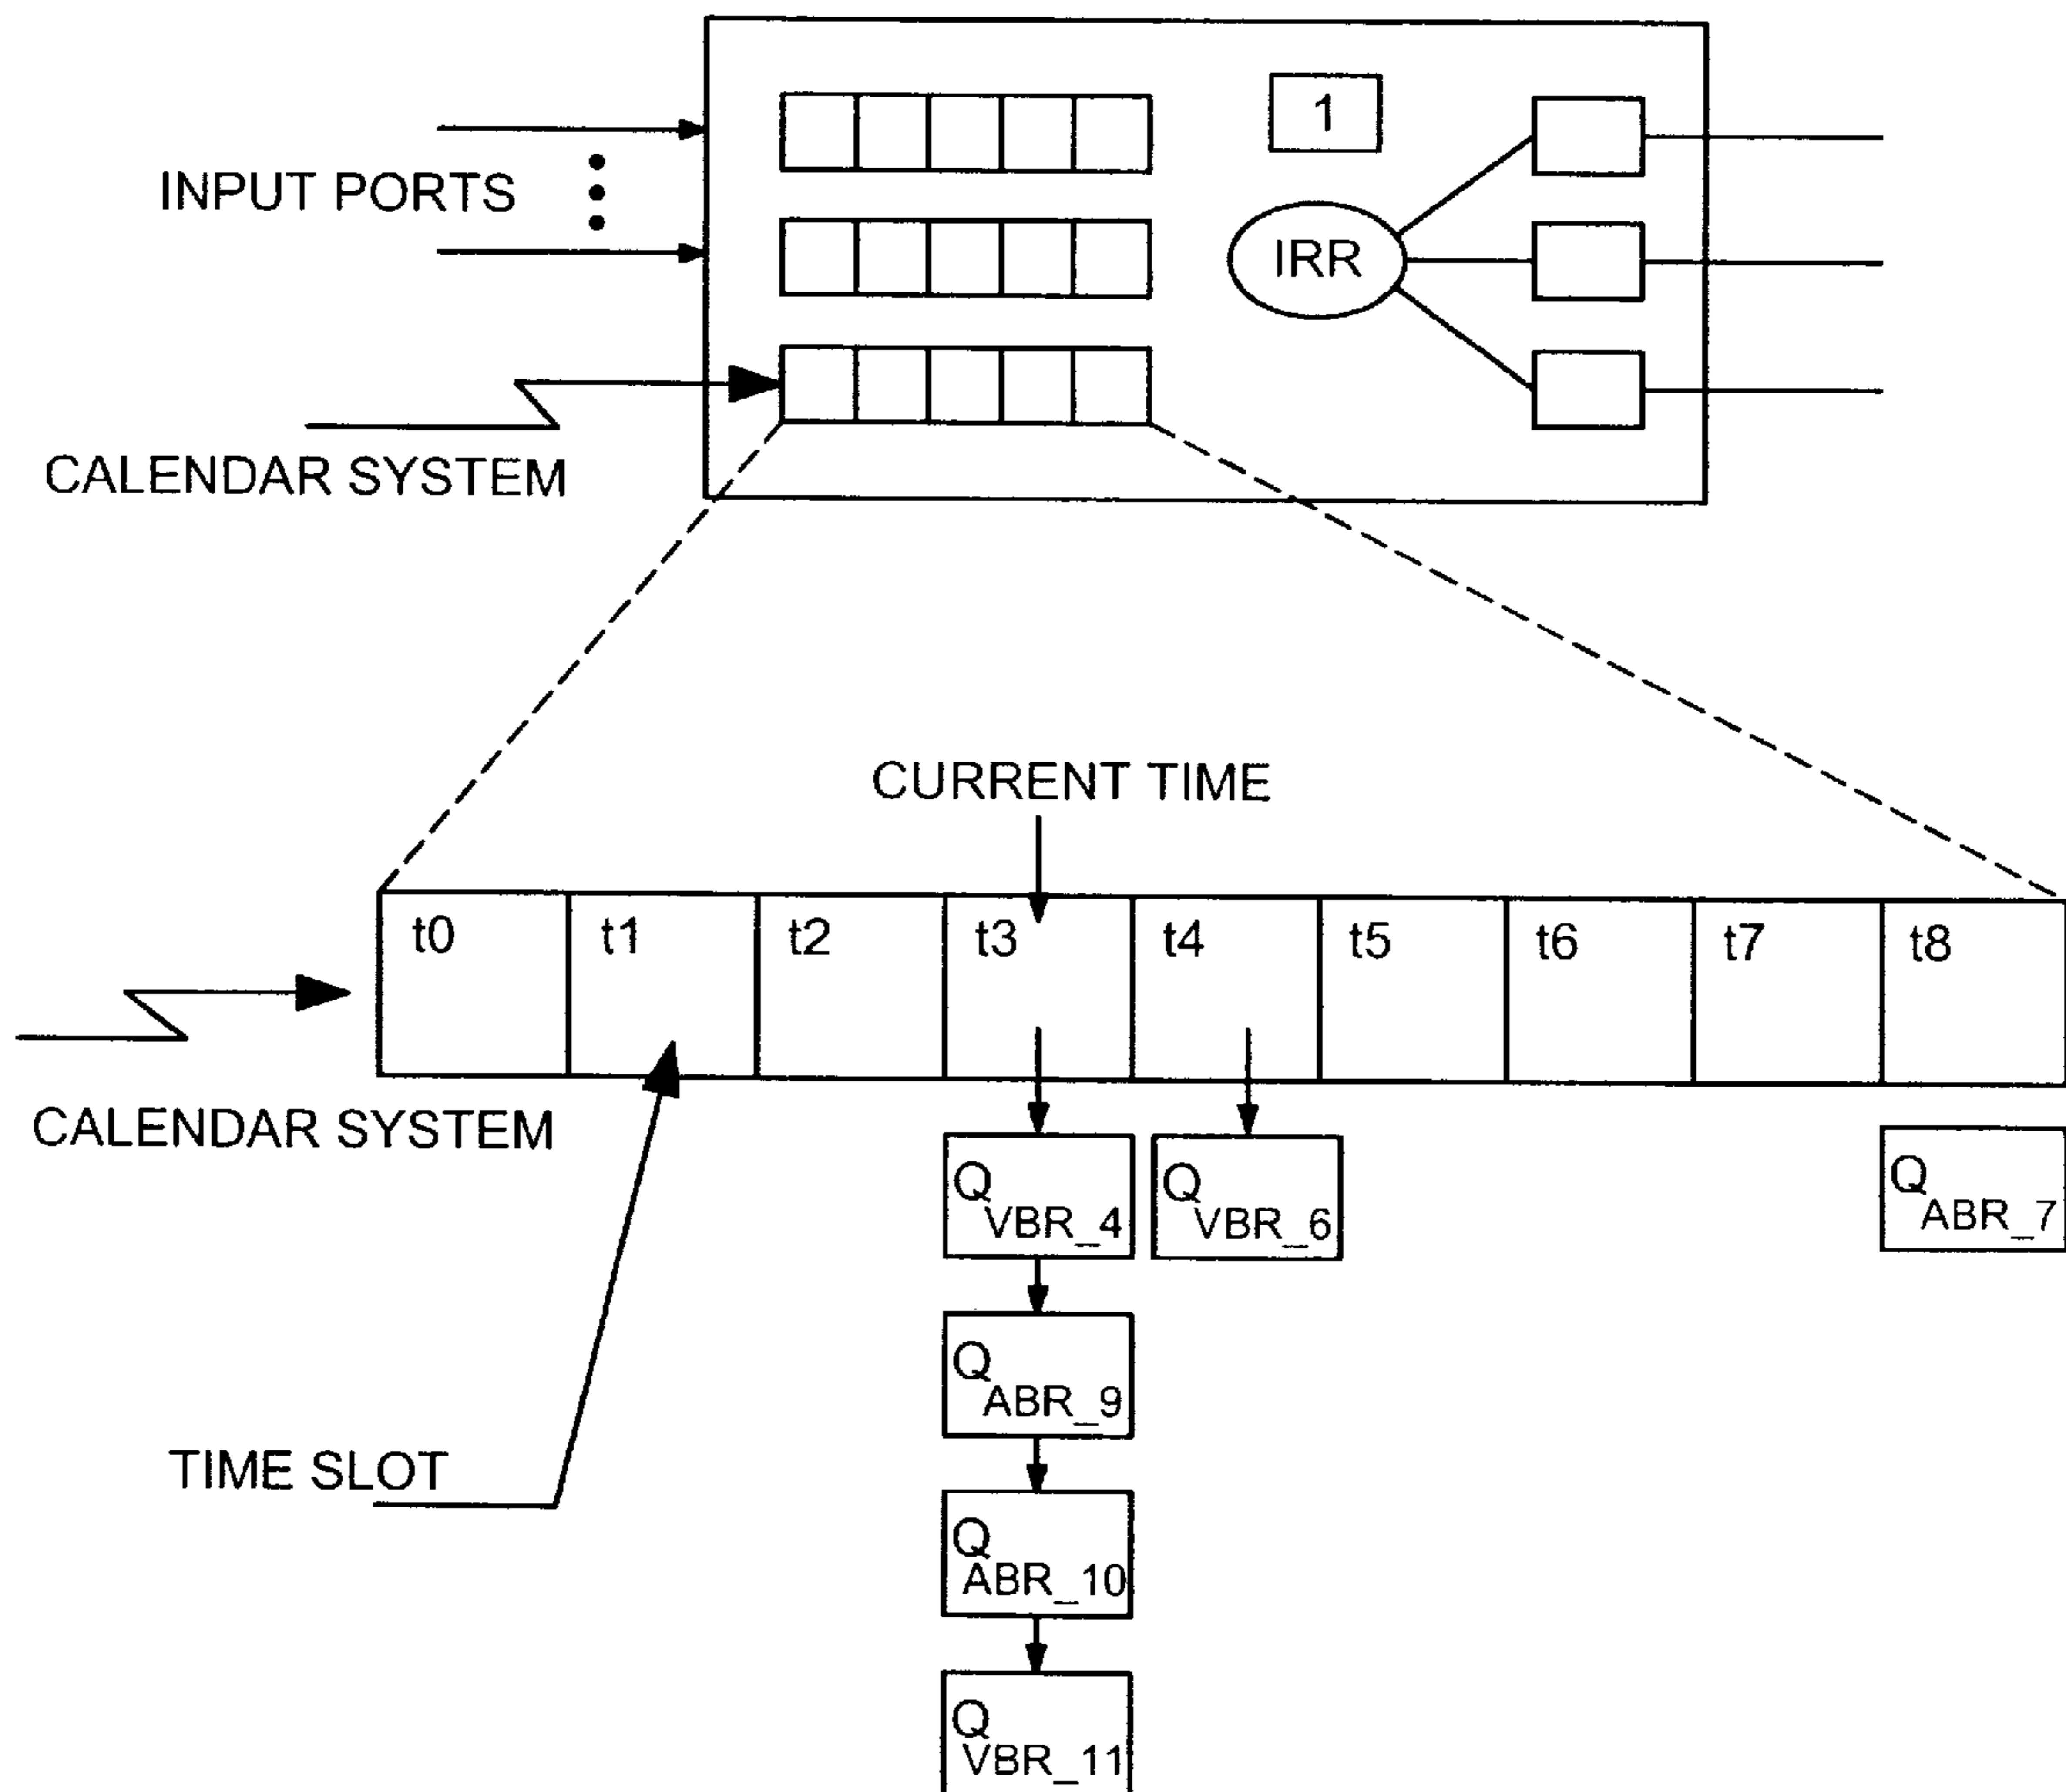 1
INPUT PORTS
IRR
CALENDAR SYSTEM
CURRENT TIME
t0 t1 t2 t3 t4 t5 t6 t7 t8
CALENDAR SYSTEM
Q VBR_4
Q VBR_6
Q ABR_7
Q ABR_9
TIME SLOT
Q ABR_10
Q VBR_11